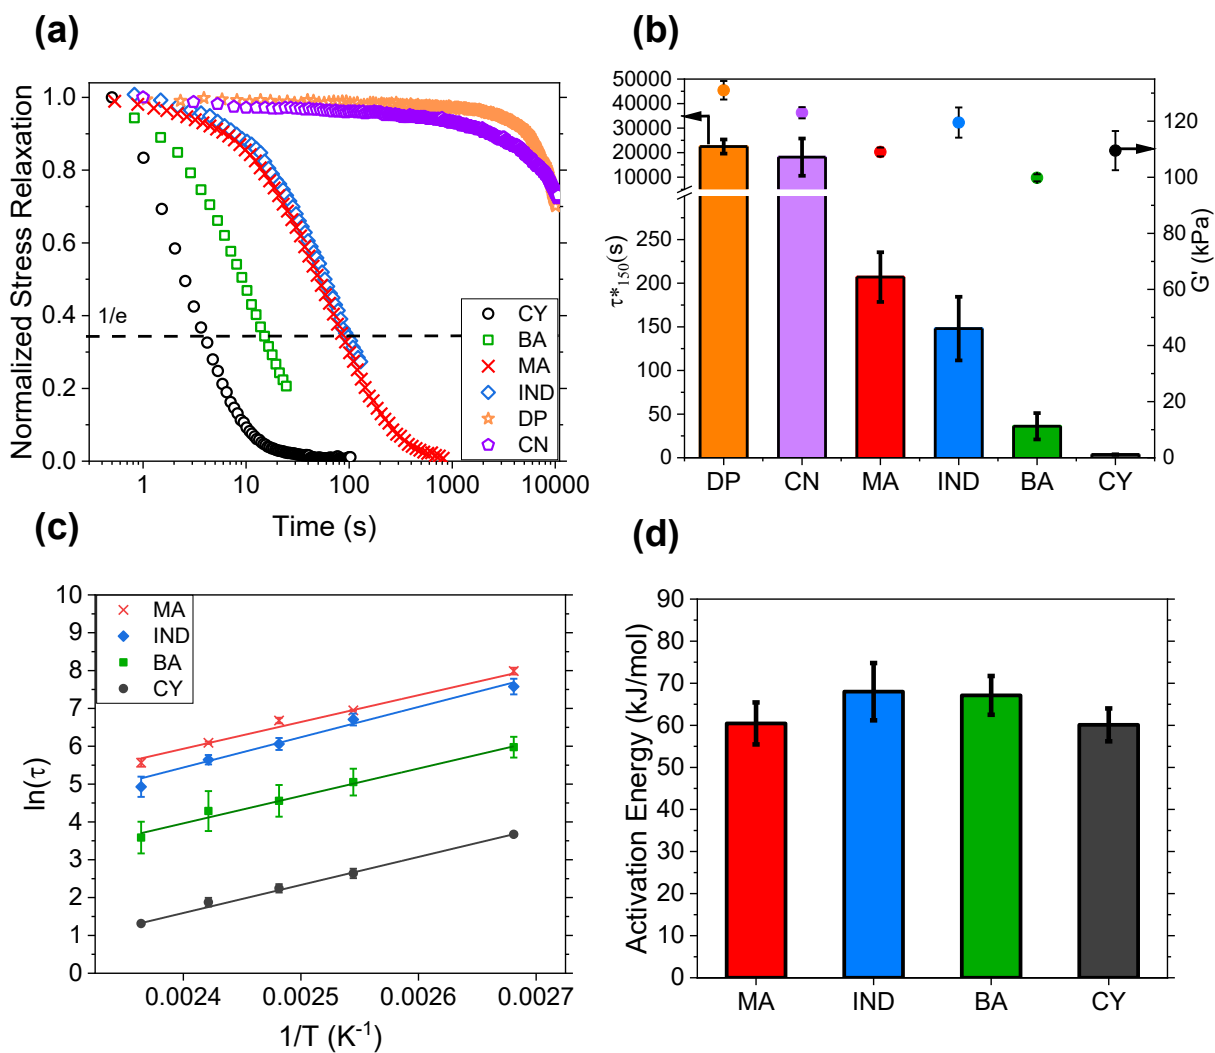 (a)
Normalized Stress Relaxation
1.0
0.8
0.6
0.4
0.2
0.0
1/e
CY
BA
MA
IND
DP
CN
1 10 100 1000 10000
Time (s)
(b)
τ*150(s)
50000
40000
30000
20000
10000
250
200
150
100
50
0
120
100
80
60
40
20
0
G' (kPa)
DP CN MA IND BA CY
(c)
ln(τ)
10
9
8
7
6
5
4
3
2
1
0
MA
IND
BA
CY
0.0024 0.0025 0.0026 0.0027
1/T (K-1)
(d)
Activation Energy (kJ/mol)
90
80
70
60
50
40
30
20
10
0
MA IND BA CY